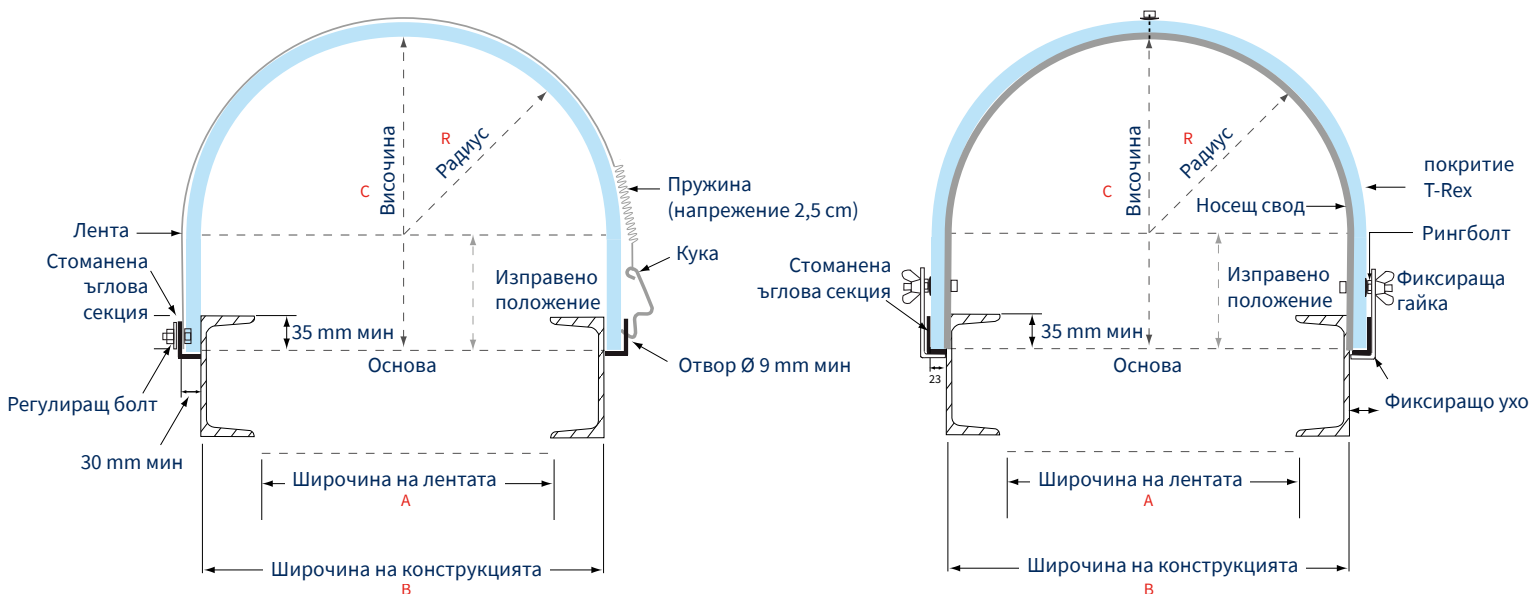 R
Радиус
Височина
C
Пружина
(напрежение 2,5 cm)
Лента
Кука
Стоманена
ъглова
секция
Изправено
положение
35 mm мин
Основа
Отвор Ø 9 mm мин
Регулиращ болт
30 mm мин
Широчина на лентата
A
Широчина на конструкцията
B
R
Радиус
Височина
C
покритие
T-Rex
Носещ свод
Рингболт
Стоманена
ъглова секция
Изправено
положение
Фиксираща
гайка
35 mm мин
Основа
23
Фиксиращо ухо
Широчина на лентата
A
Широчина на конструкцията
B